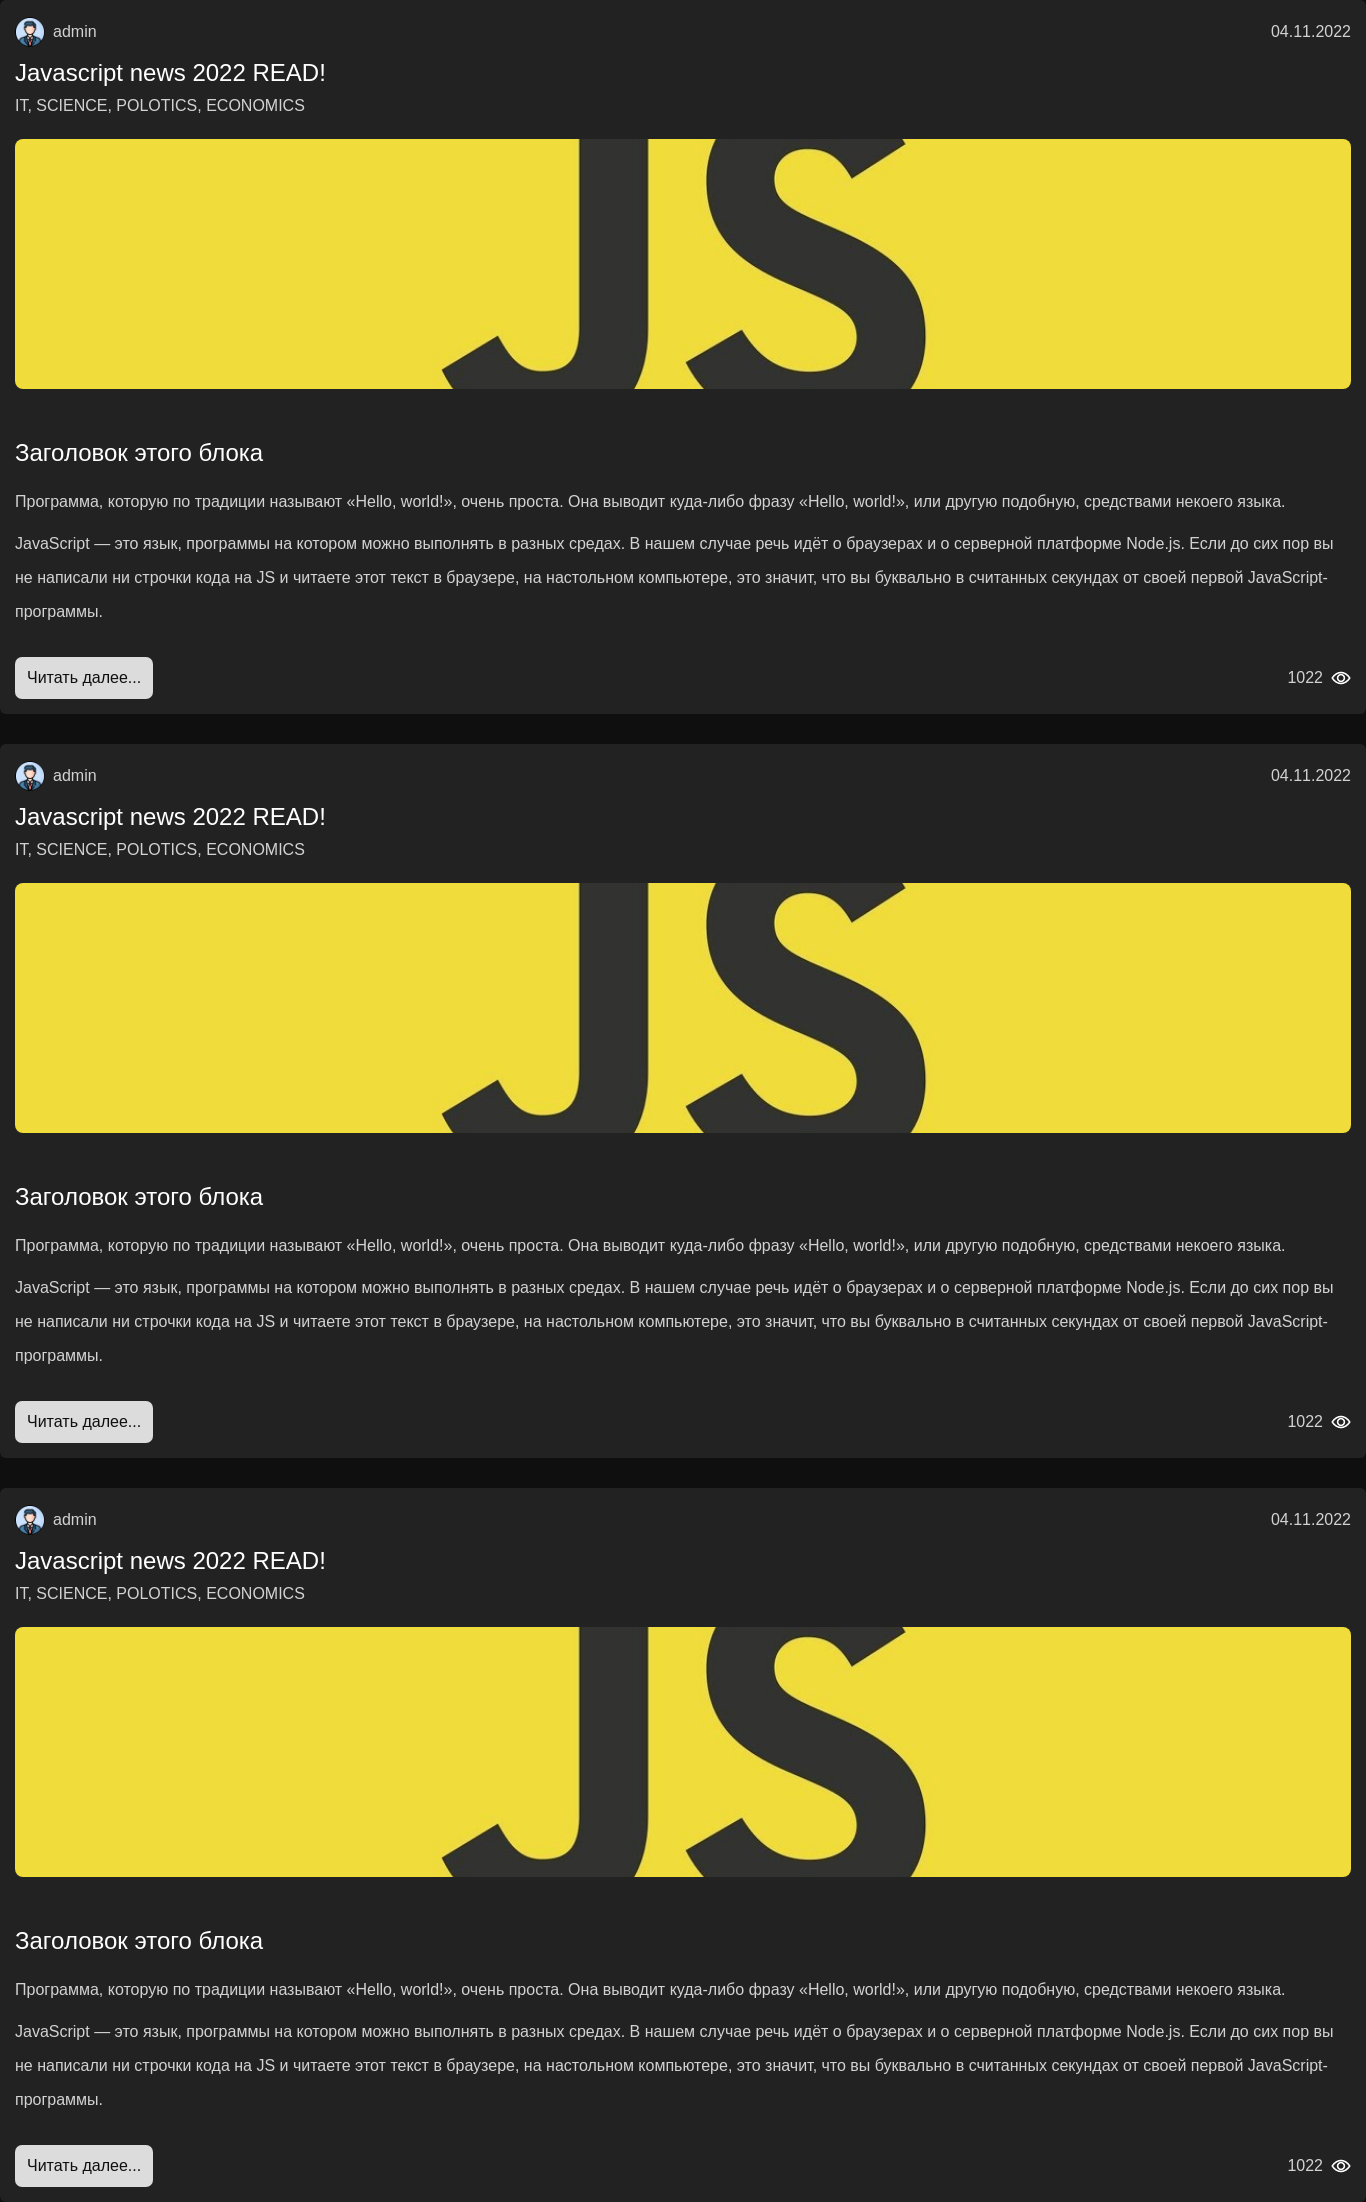 admin 04.11.2022
Javascript news 2022 READ!
IT, SCIENCE, POLOTICS, ECONOMICS
JS
Заголовок этого блока
Программа, которую по традиции называют «Hello, world!», очень проста. Она выводит куда-либо фразу «Hello, world!», или другую подобную, средствами некоего языка.
JavaScript — это язык, программы на котором можно выполнять в разных средах. В нашем случае речь идёт о браузерах и о серверной платформе Node.js. Если до сих пор вы
не написали ни строчки кода на JS и читаете этот текст в браузере, на настольном компьютере, это значит, что вы буквально в считанных секундах от своей первой JavaScript-
программы.
Читать далее... 1022
admin 04.11.2022
Javascript news 2022 READ!
IT, SCIENCE, POLOTICS, ECONOMICS
JS
Заголовок этого блока
Программа, которую по традиции называют «Hello, world!», очень проста. Она выводит куда-либо фразу «Hello, world!», или другую подобную, средствами некоего языка.
JavaScript — это язык, программы на котором можно выполнять в разных средах. В нашем случае речь идёт о браузерах и о серверной платформе Node.js. Если до сих пор вы
не написали ни строчки кода на JS и читаете этот текст в браузере, на настольном компьютере, это значит, что вы буквально в считанных секундах от своей первой JavaScript-
программы.
Читать далее... 1022
admin 04.11.2022
Javascript news 2022 READ!
IT, SCIENCE, POLOTICS, ECONOMICS
JS
Заголовок этого блока
Программа, которую по традиции называют «Hello, world!», очень проста. Она выводит куда-либо фразу «Hello, world!», или другую подобную, средствами некоего языка.
JavaScript — это язык, программы на котором можно выполнять в разных средах. В нашем случае речь идёт о браузерах и о серверной платформе Node.js. Если до сих пор вы
не написали ни строчки кода на JS и читаете этот текст в браузере, на настольном компьютере, это значит, что вы буквально в считанных секундах от своей первой JavaScript-
программы.
Читать далее... 1022